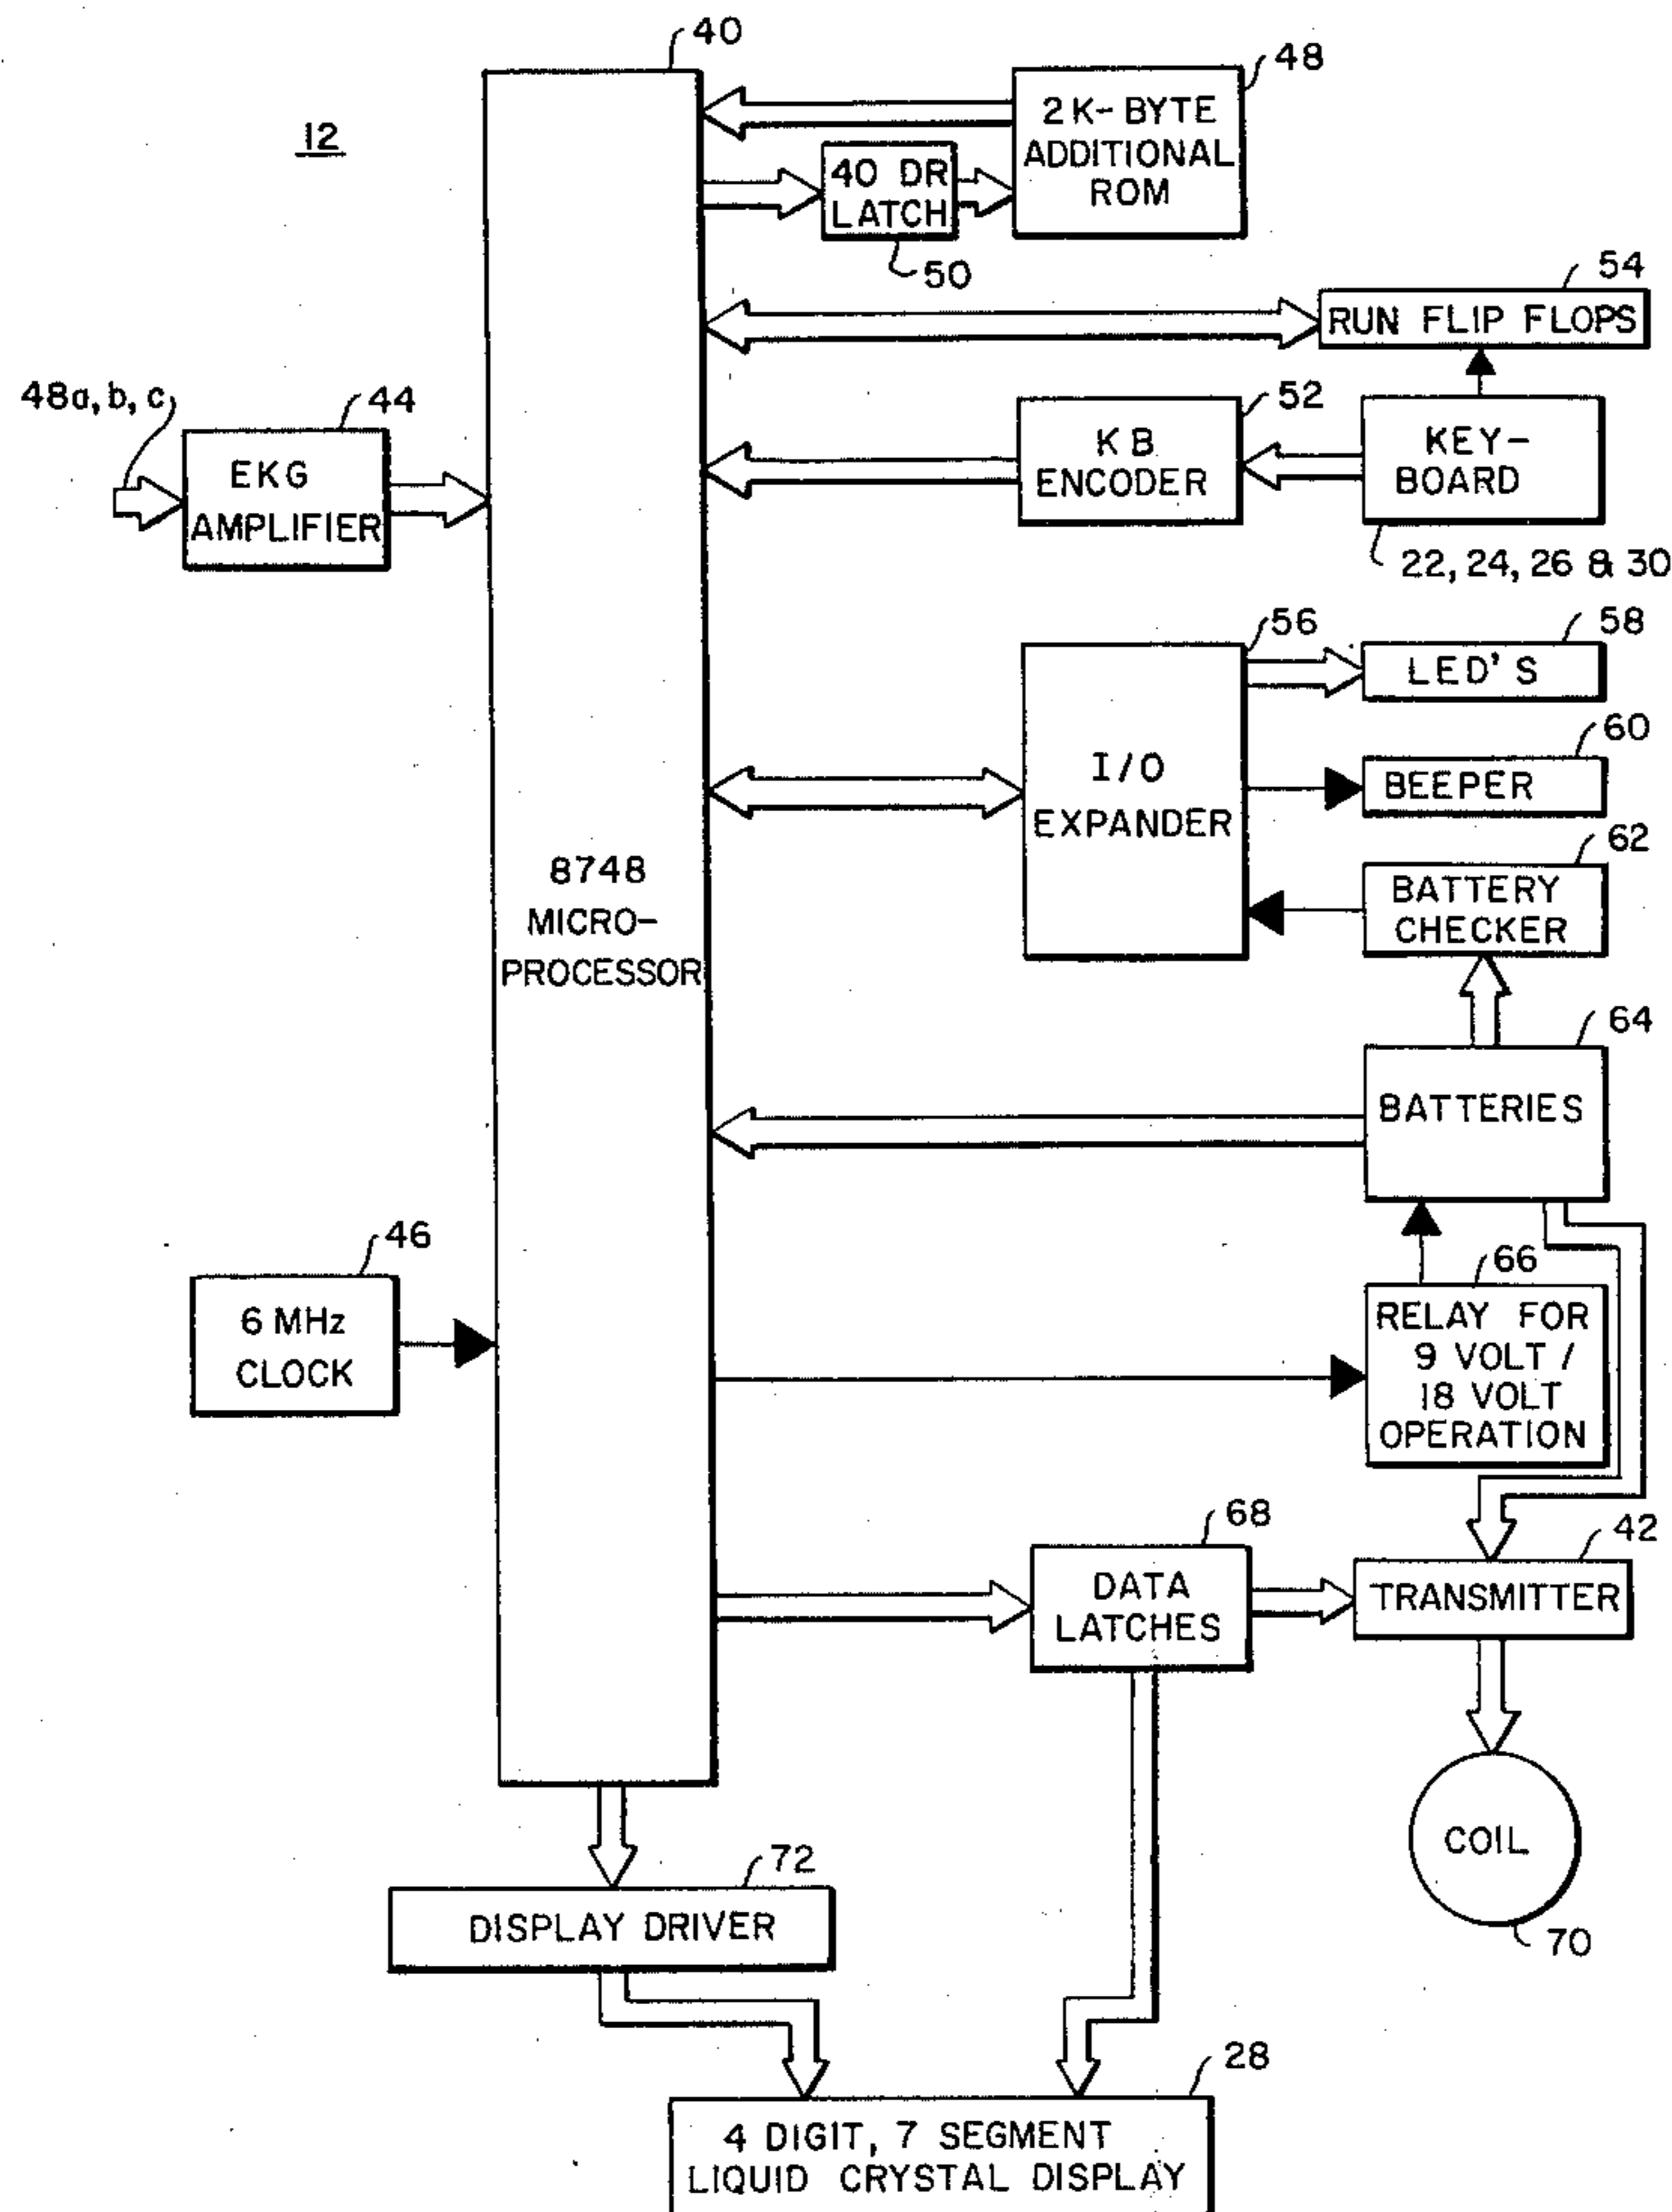 40
12
48
2K-BYTE
ADDITIONAL
ROM
40 DR
LATCH
50
54
RUN FLIP FLOPS
48a, b, c
44
EKG
AMPLIFIER
52
KB
ENCODER
KEY-
BOARD
22, 24, 26 & 30
56
58
LED'S
60
I/O
EXPANDER
BEEPER
62
BATTERY
CHECKER
8748
MICRO-
PROCESSOR
64
BATTERIES
46
6 MHz
CLOCK
66
RELAY FOR
9 VOLT /
18 VOLT
OPERATION
68
DATA
LATCHES
42
TRANSMITTER
COIL
70
72
DISPLAY DRIVER
28
4 DIGIT, 7 SEGMENT
LIQUID CRYSTAL DISPLAY